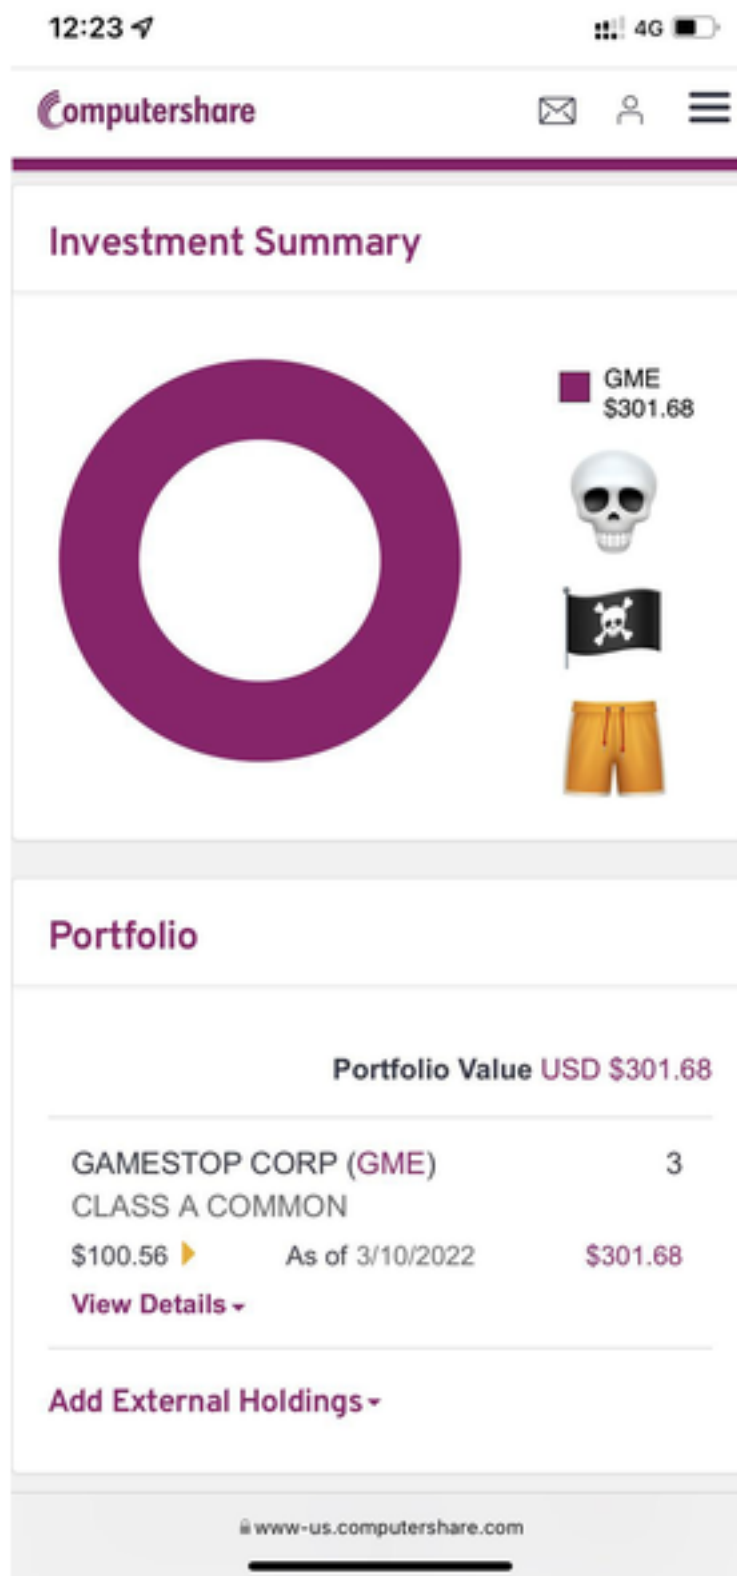 12:23
4G
Computershare
Investment Summary
GME
$301.68
Portfolio
Portfolio Value USD $301.68
GAMESTOP CORP (GME) 3
CLASS A COMMON
$100.56 As of 3/10/2022 $301.68
View Details
Add External Holdings
www-us.computershare.com